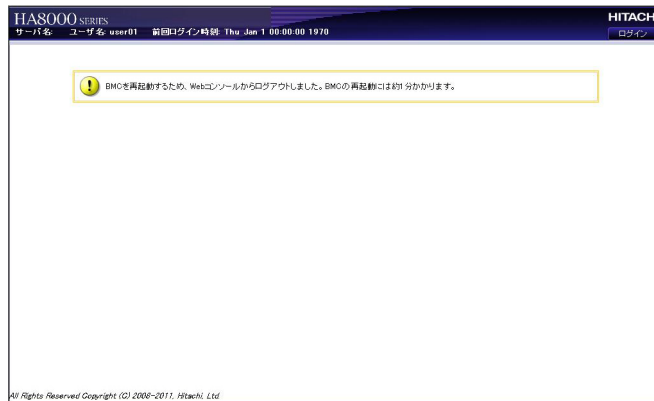 HA8000 SERIES
HITACHI
サーバ名: ユーザ名: user01 前回ログイン時刻: Thu Jan 1 00:00:00 1970
ログイン
BMCを再起動するため、Webコンソールからログアウトしました。BMCの再起動には約1分かかります。
All Rights Reserved Copyright (C) 2008-2011, Hitachi, Ltd.